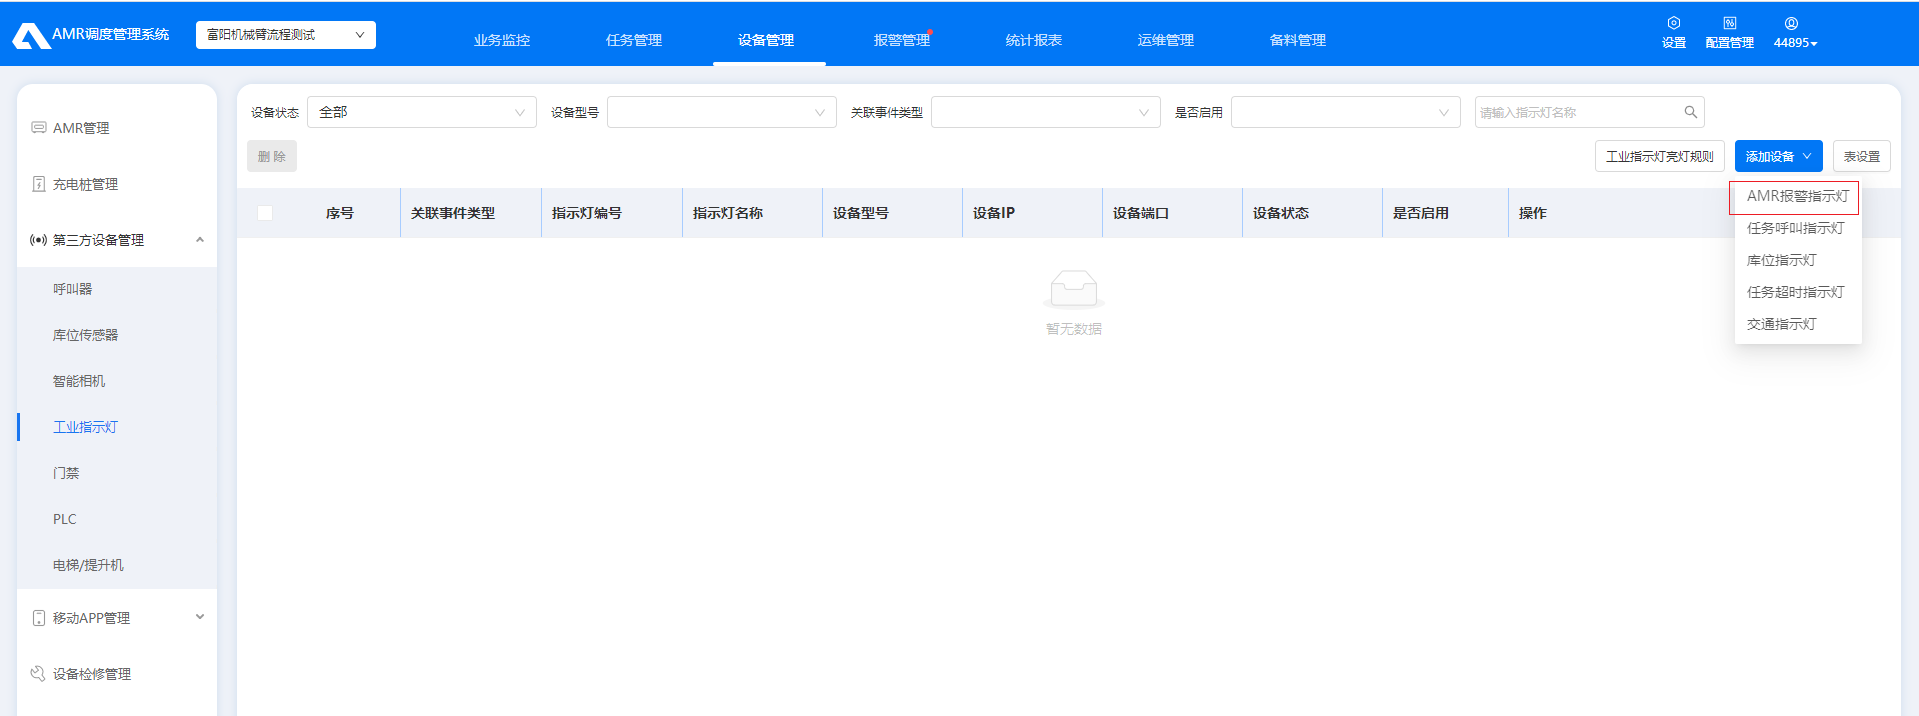 AMR调度管理系统
富阳机械臂流程测试
业务监控
任务管理
设备管理
报警管理
统计报表
运维管理
备料管理
设置
配置管理
44895
AMR管理
充电桩管理
第三方设备管理
呼叫器
库位传感器
智能相机
工业指示灯
门禁
PLC
电梯/提升机
移动APP管理
设备检修管理
设备状态
全部
设备型号
关联事件类型
是否启用
请输入指示灯名称
删 除
工业指示灯亮灯规则
添加设备
表设置
序号
关联事件类型
指示灯编号
指示灯名称
设备型号
设备IP
设备端口
设备状态
是否启用
操作
AMR报警指示灯
任务呼叫指示灯
库位指示灯
任务超时指示灯
交通指示灯
暂无数据